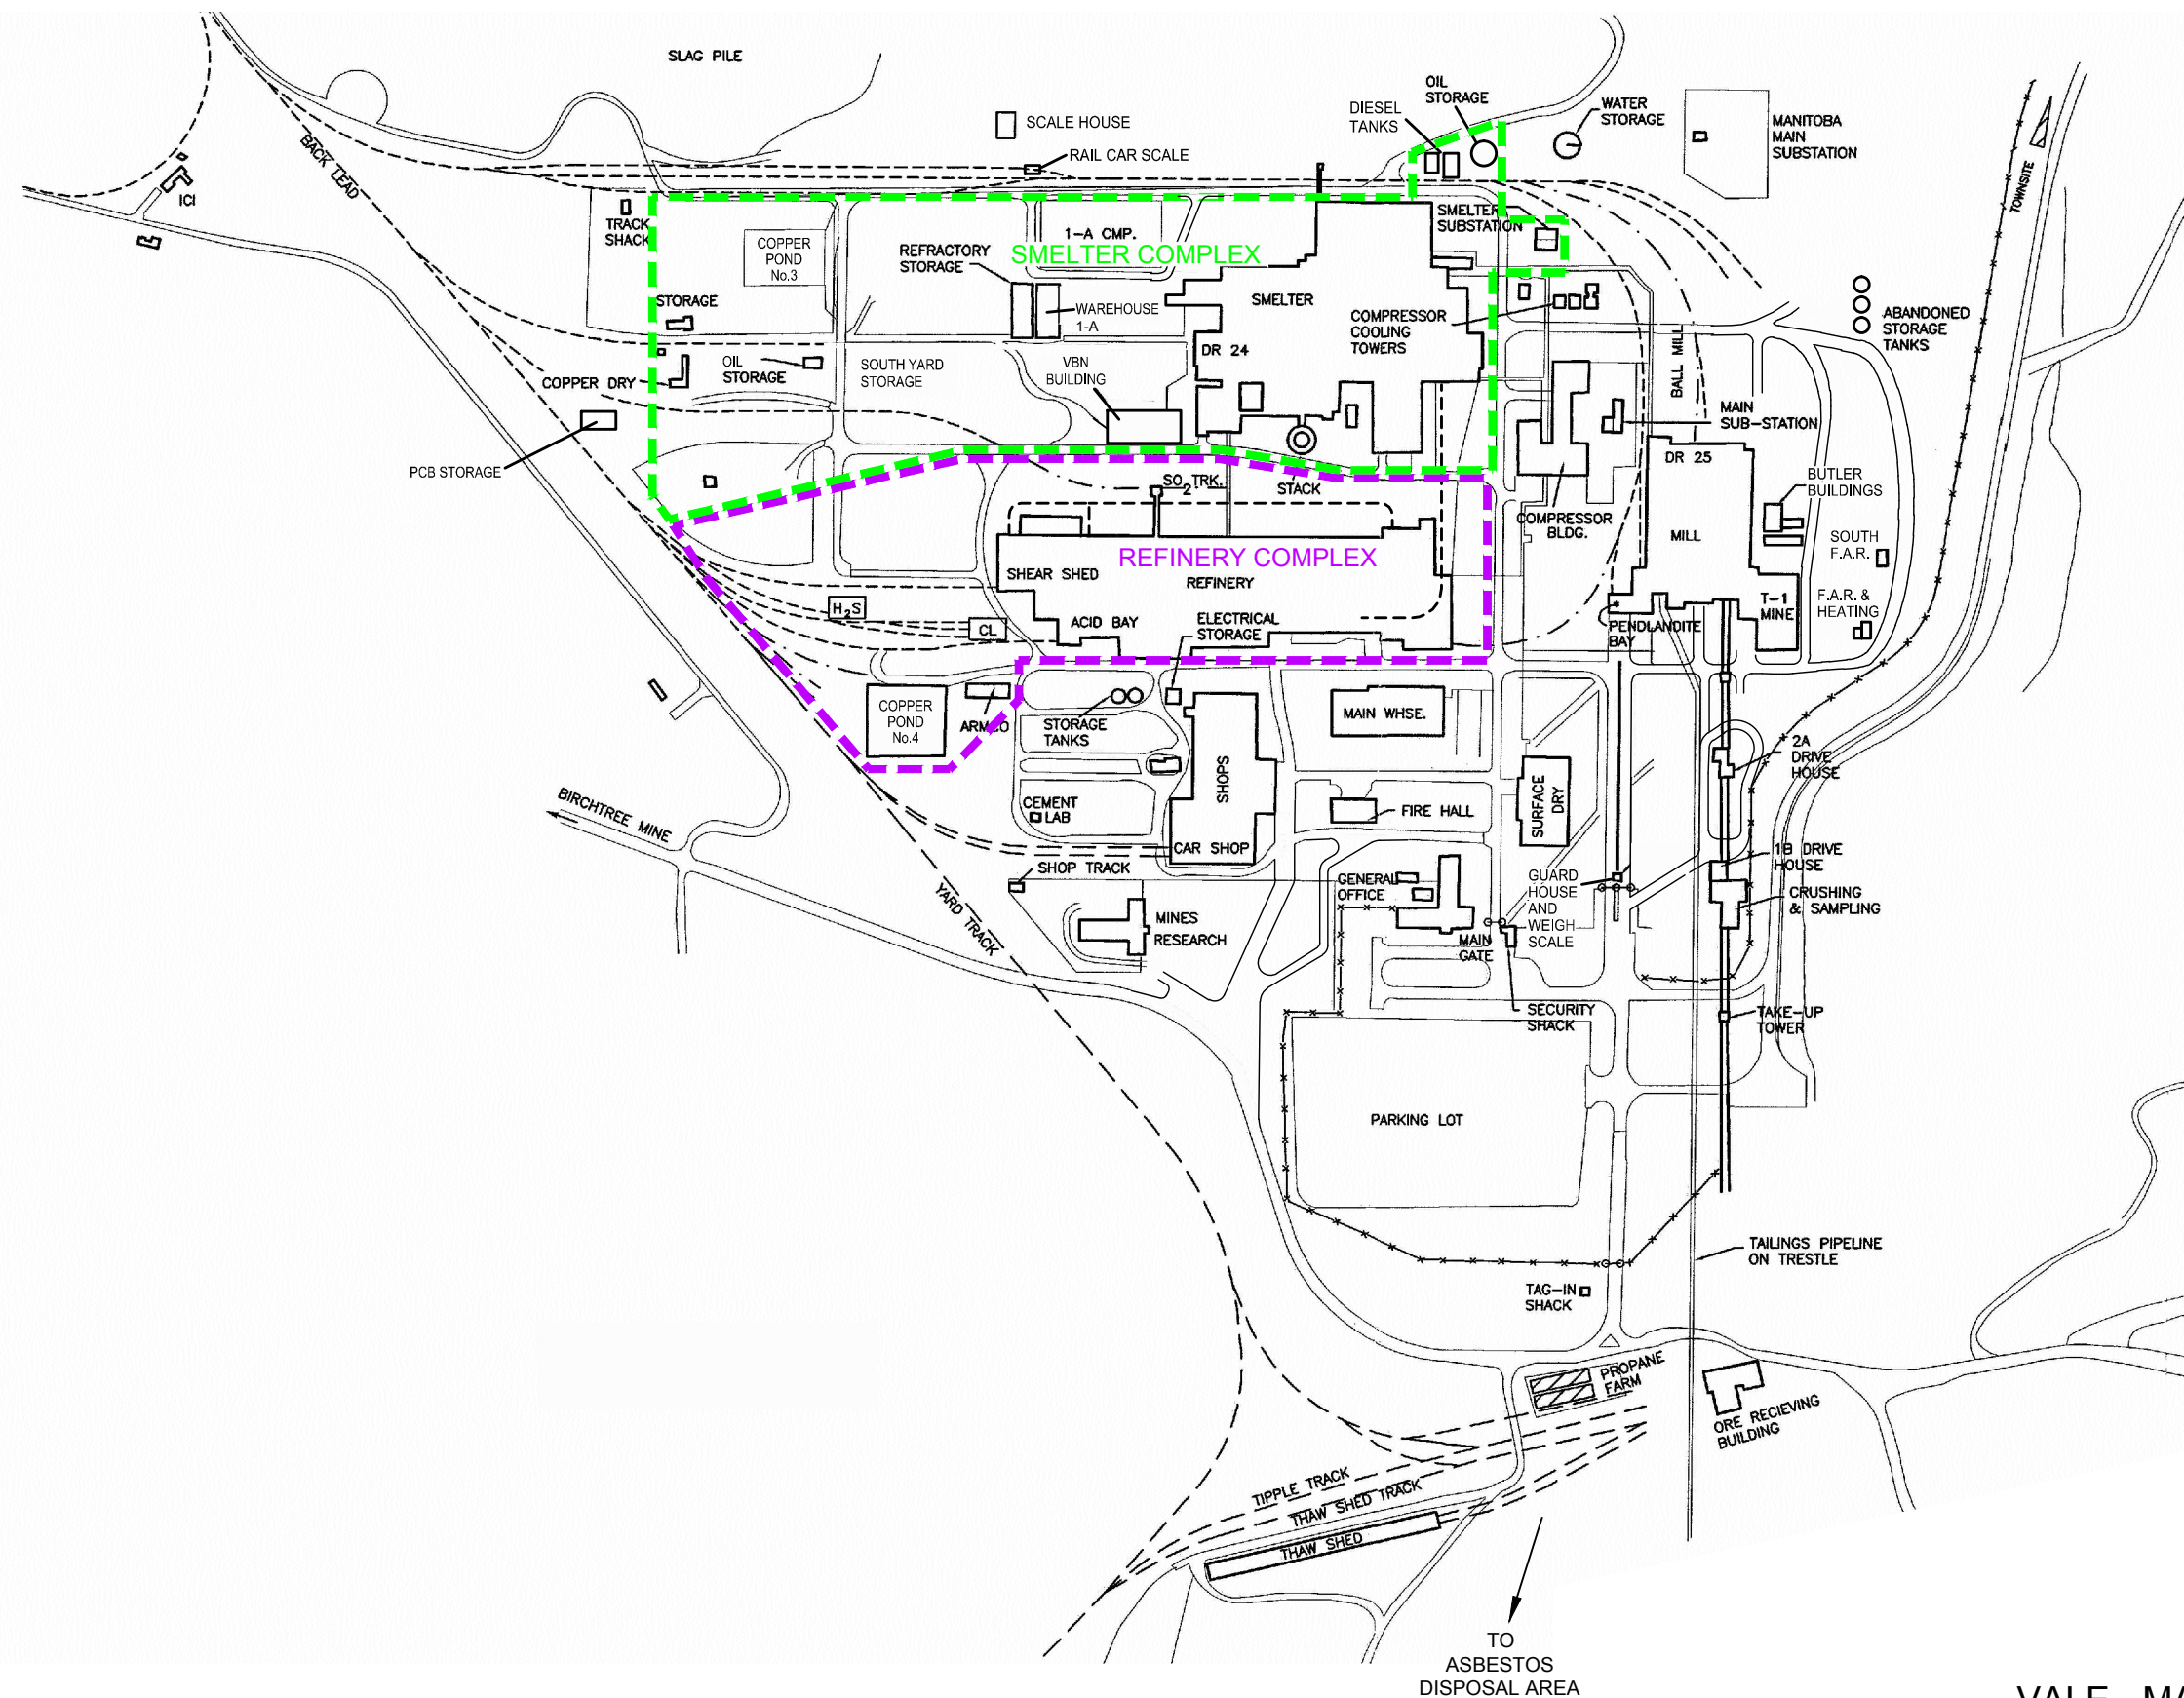 SLAG PILE
OIL
STORAGE
DIESEL
TANKS
WATER
STORAGE
SCALE HOUSE
MANITOBA
MAIN
SUBSTATION
RAIL CAR SCALE
BACK LEAD
ICI
TOWNSITE
TRACK
SHACK
COPPER
POND
No.3
REFRACTORY
STORAGE
1-A CMP.
SMELTER COMPLEX
SMELTER
SUBSTATION
STORAGE
WAREHOUSE
1-A
SMELTER
COMPRESSOR
COOLING
TOWERS
ABANDONED
STORAGE
TANKS
DR 24
BALL MILL
COPPER DRY
OIL
STORAGE
SOUTH YARD
STORAGE
VBN
BUILDING
MAIN
SUB-STATION
PCB STORAGE
DR 25
SO2 TRK.
STACK
BUTLER
BUILDINGS
COMPRESSOR
BLDG.
MILL
SOUTH
F.A.R.
REFINERY COMPLEX
SHEAR SHED
REFINERY
H2S
CL
ACID BAY
ELECTRICAL
STORAGE
T-1
MINE
F.A.R. &
HEATING
PENDLANDITE
BAY
COPPER
POND
No.4
ARMCO
STORAGE
TANKS
MAIN WHSE.
2A
DRIVE
HOUSE
SHOPS
SURFACE
DRY
BIRCHTREE MINE
CEMENT
LAB
FIRE HALL
CAR SHOP
1B DRIVE
HOUSE
SHOP TRACK
GENERAL
OFFICE
GUARD
HOUSE
AND
WEIGH
SCALE
CRUSHING
& SAMPLING
YARD TRACK
MINES
RESEARCH
MAIN
GATE
SECURITY
SHACK
TAKE-UP
TOWER
PARKING LOT
TAILINGS PIPELINE
ON TRESTLE
TAG-IN
SHACK
PROPANE
FARM
ORE RECIEVING
BUILDING
TIPPLE TRACK
THAW SHED TRACK
THAW SHED
TO
ASBESTOS
DISPOSAL AREA